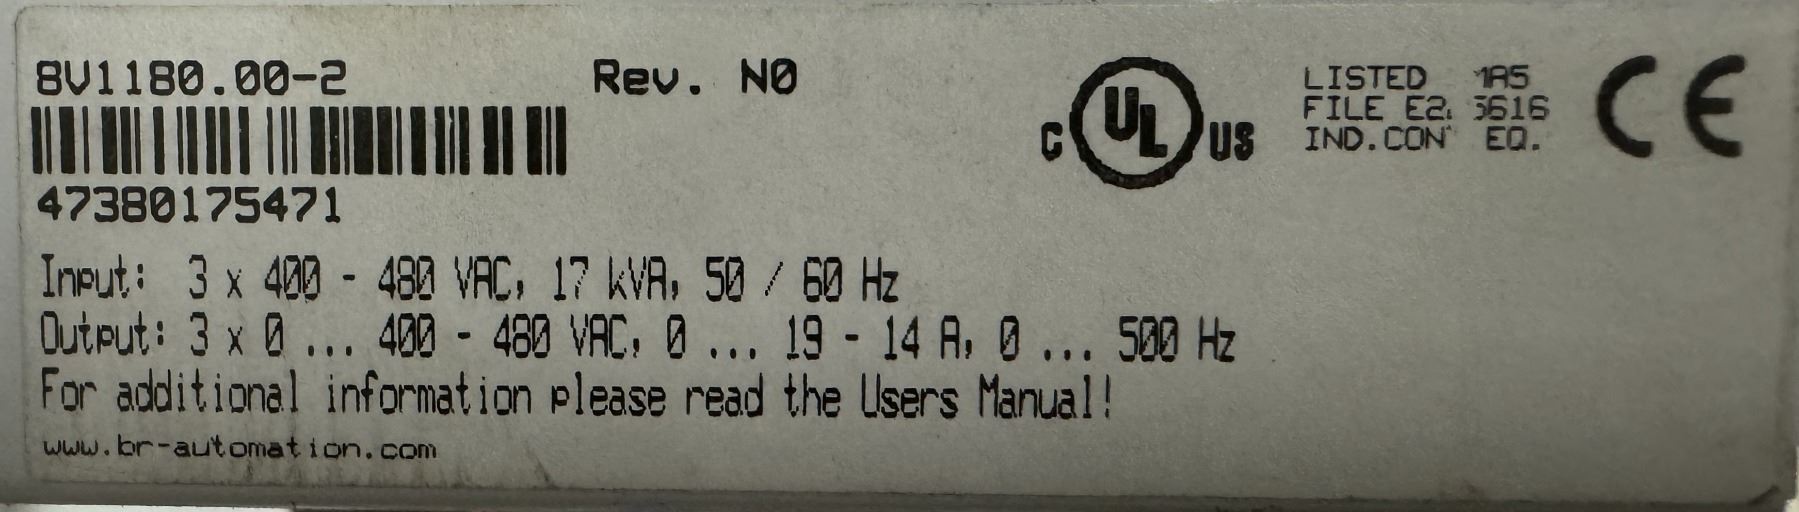 8V1180.00-2 Rev. N0
47380175471
C UL US
LISTED
FILE
IND.CON EQ.
CE
Input: 3 x 400 - 480 VAC, 17 kVA, 50 / 60 Hz
Output: 3 x 0 ... 400 - 480 VAC, 0 ... 19 - 14 A, 0 ... 500 Hz
For additional information please read the Users Manual!
www.br-automation.com